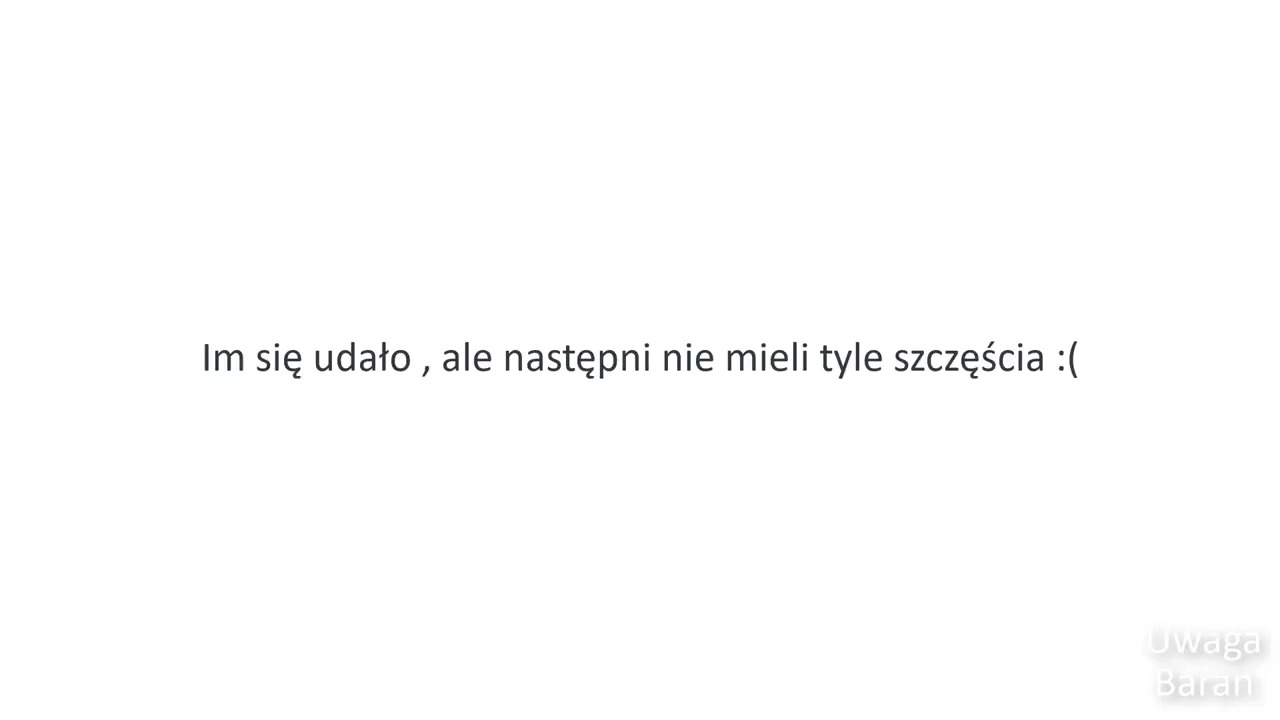 Im się udało , ale następni nie mieli tyle szczęścia :(
Uwaga
Baran